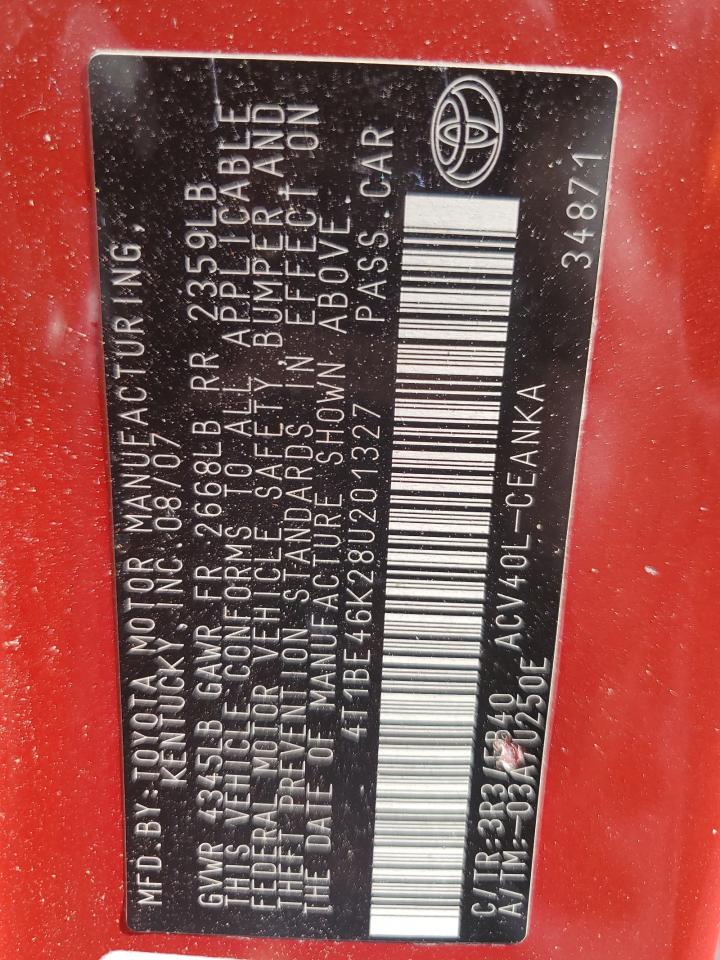 MFD.BY:TOYOTA MOTOR MANUFACTURING,
KENTUCKY, INC.08/07
GVWR 4345LB GAWR FR 2668LB RR 2359LB
THIS VEHICLE CONFORMS TO ALL APPLICABLE
FEDERAL MOTOR VEHICLE SAFETY BUMPER AND
THEFT PREVENTION STANDARDS IN EFFECT ON
THE DATE OF MANUFACTURE SHOWN ABOVE.
4T1BE46K28U201327 PASS.CAR
C/TR:3R3/FB40 ACV40L-CEANKA
A/TM:-03A/U250E 34871